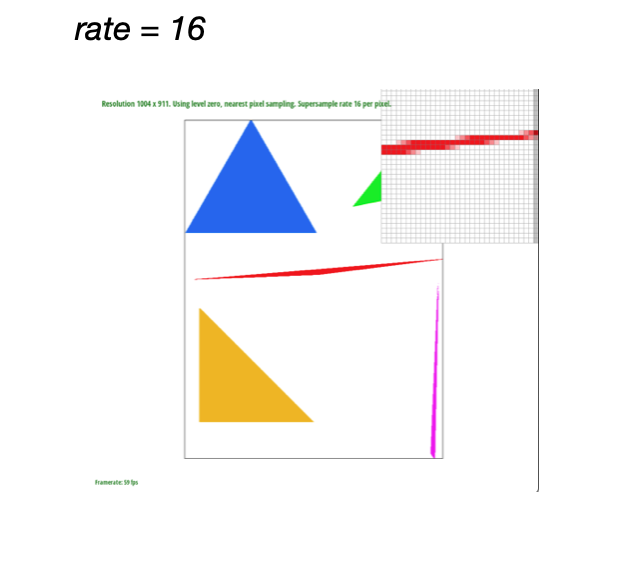 rate = 16
Resolution 1004 x 911. Using level zero, nearest pixel sampling. Supersample rate 16 per pixel.
Framerate: 59 fps